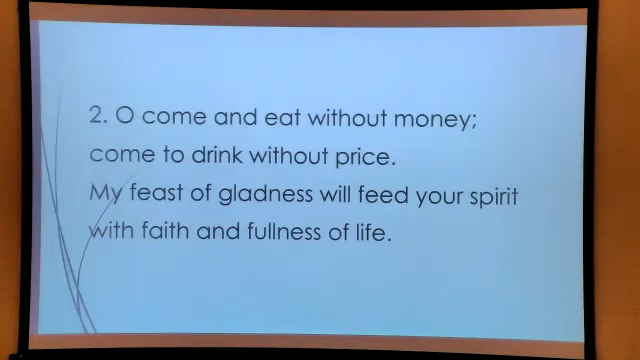 2. O come and eat without money;
come to drink without price.
My feast of gladness will feed your spirit
with faith and fullness of life.